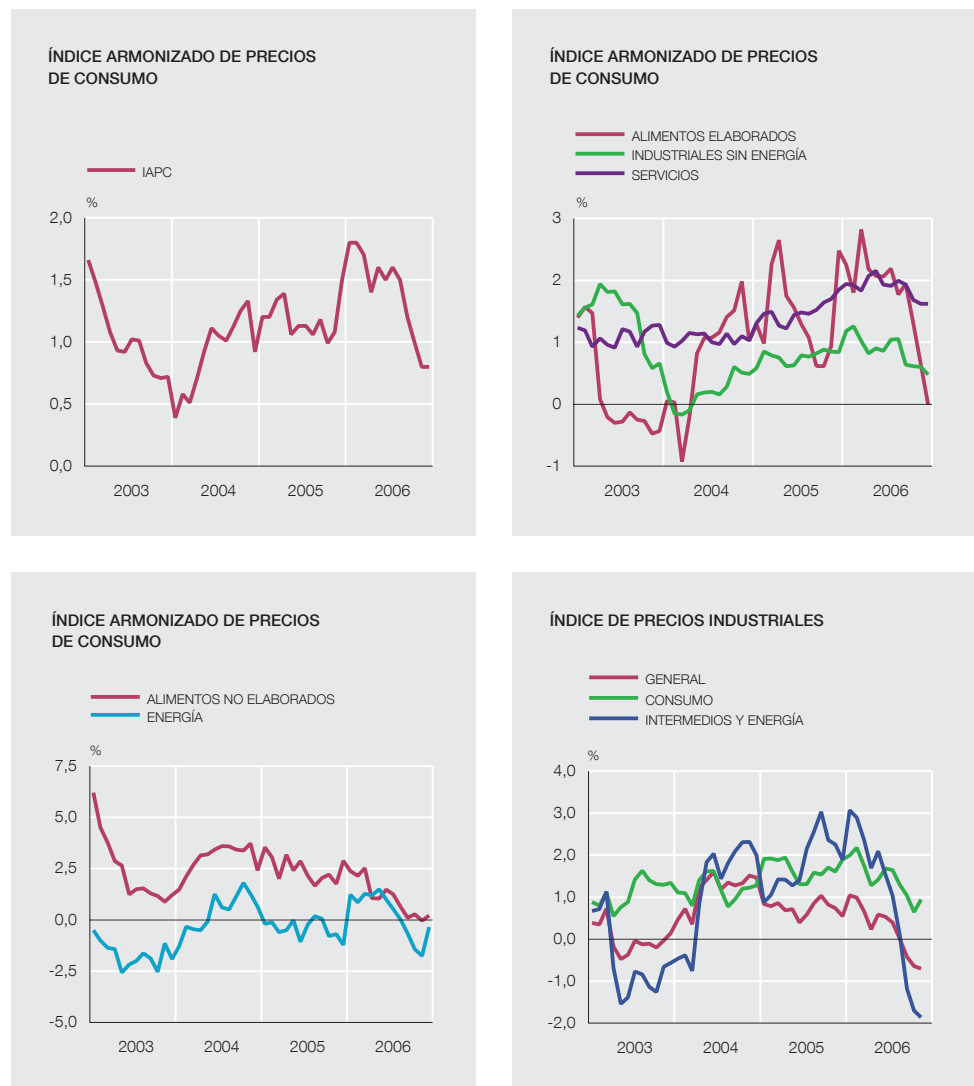 ÍNDICE ARMONIZADO DE PRECIOS
DE CONSUMO
IAPC
%
2,0
1,5
1,0
0,5
0,0
2003 2004 2005 2006
ÍNDICE ARMONIZADO DE PRECIOS
DE CONSUMO
ALIMENTOS ELABORADOS
INDUSTRIALES SIN ENERGÍA
SERVICIOS
%
3
2
1
0
-1
2003 2004 2005 2006
ÍNDICE ARMONIZADO DE PRECIOS
DE CONSUMO
ALIMENTOS NO ELABORADOS
ENERGÍA
%
7,5
5,0
2,5
0,0
-2,5
-5,0
2003 2004 2005 2006
ÍNDICE DE PRECIOS INDUSTRIALES
GENERAL
CONSUMO
INTERMEDIOS Y ENERGÍA
%
4,0
3,0
2,0
1,0
0,0
-1,0
-2,0
2003 2004 2005 2006